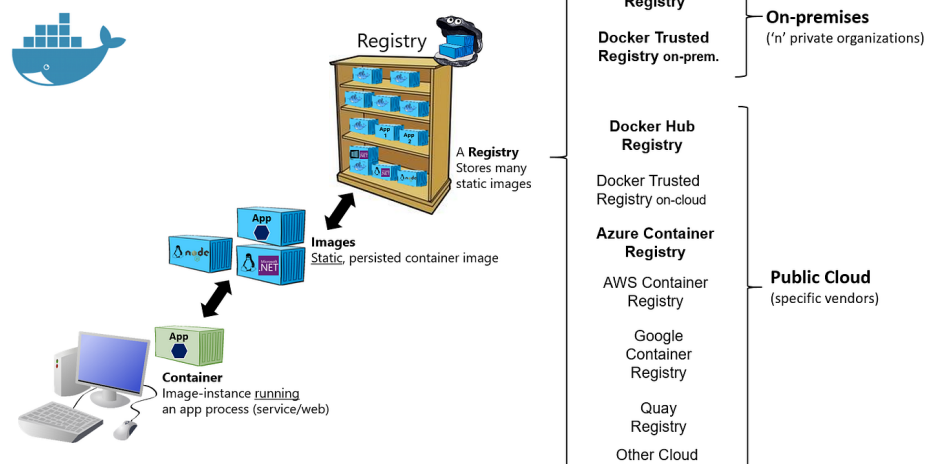 Registry
A Registry
Stores many
static images
App
1
App
2
.NET
node
App
Images
Static, persisted container image
node
Microsoft
.NET
App
Container
Image-instance running
an app process (service/web)
Registry
Docker Trusted
Registry on-prem.
On-premises
('n' private organizations)
Docker Hub
Registry
Docker Trusted
Registry on-cloud
Azure Container
Registry
AWS Container
Registry
Google
Container
Registry
Quay
Registry
Other Cloud
Public Cloud
(specific vendors)